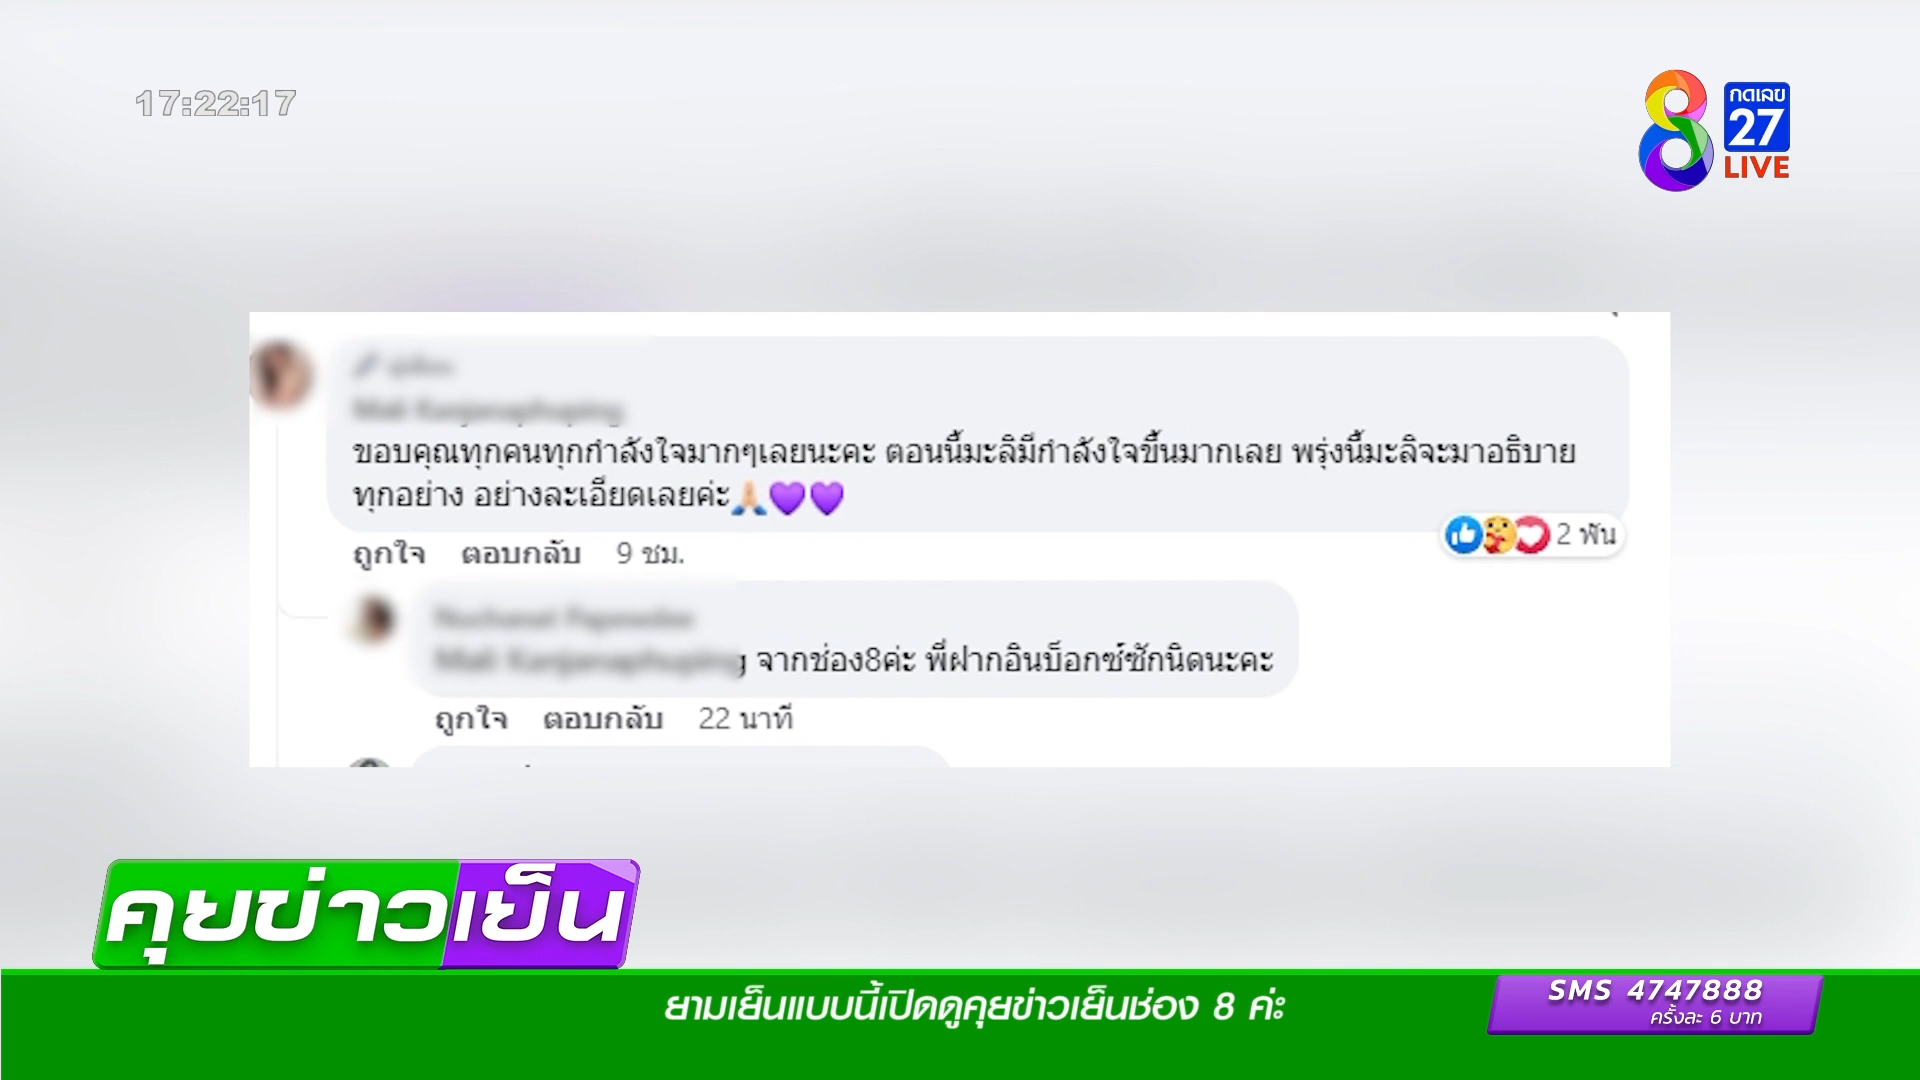 17:22:17
กดเลข
27
LIVE
ขอบคุณทุกคนทุกกำลังใจมากๆเลยนะคะ ตอนนี้มะลิมีกำลังใจขึ้นมากเลย พรุ่งนี้มะลิจะมาอธิบาย
ทุกอย่าง อย่างละเอียดเลยค่ะ🙏🏻💜💜
2 พัน
ถูกใจ ตอบกลับ 9 ชม.
จากช่อง8ค่ะ พี่ฝากอินบ็อกซ์ซักนิดนะคะ
ถูกใจ ตอบกลับ 22 นาที
คุยข่าวเย็น
ยามเย็นแบบนี้เปิดดูคุยข่าวเย็นช่อง 8 ค่ะ
SMS 4747888
ครั้งละ 6 บาท